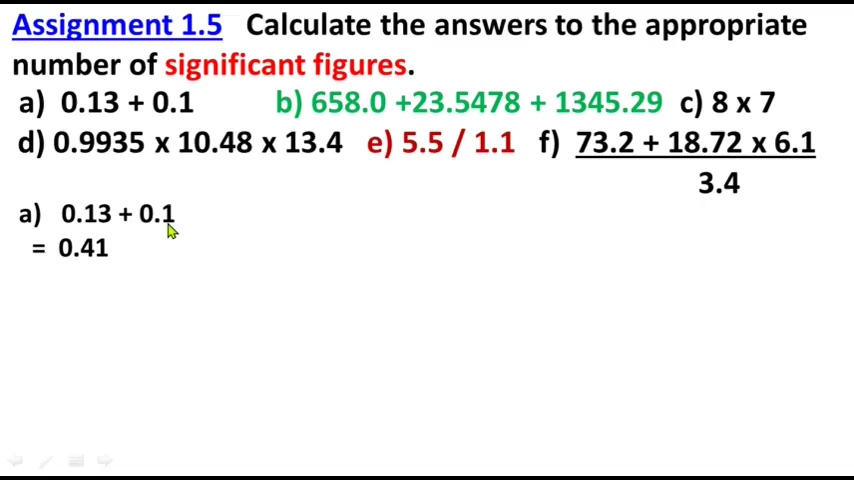 Assignment 1.5 Calculate the answers to the appropriate
number of significant figures.
a) 0.13 + 0.1 b) 658.0 +23.5478 + 1345.29 c) 8 x 7
d) 0.9935 x 10.48 x 13.4 e) 5.5 / 1.1 f) 73.2 + 18.72 x 6.1
3.4
a) 0.13 + 0.1
= 0.41